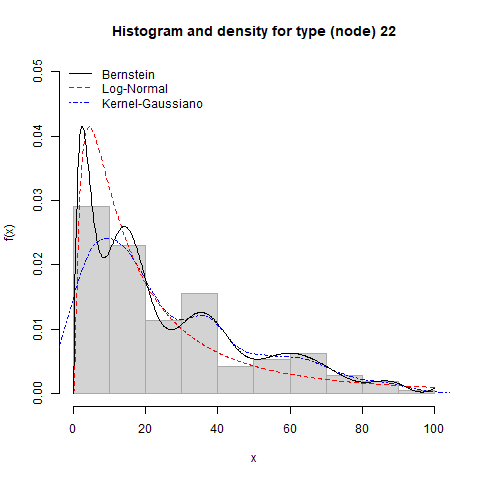 Histogram and density for type (node) 22
Bernstein
Log-Normal
Kernel-Gaussiano
f(x)
0.05
0.04
0.03
0.02
0.01
0.00
0 20 40 60 80 100
x